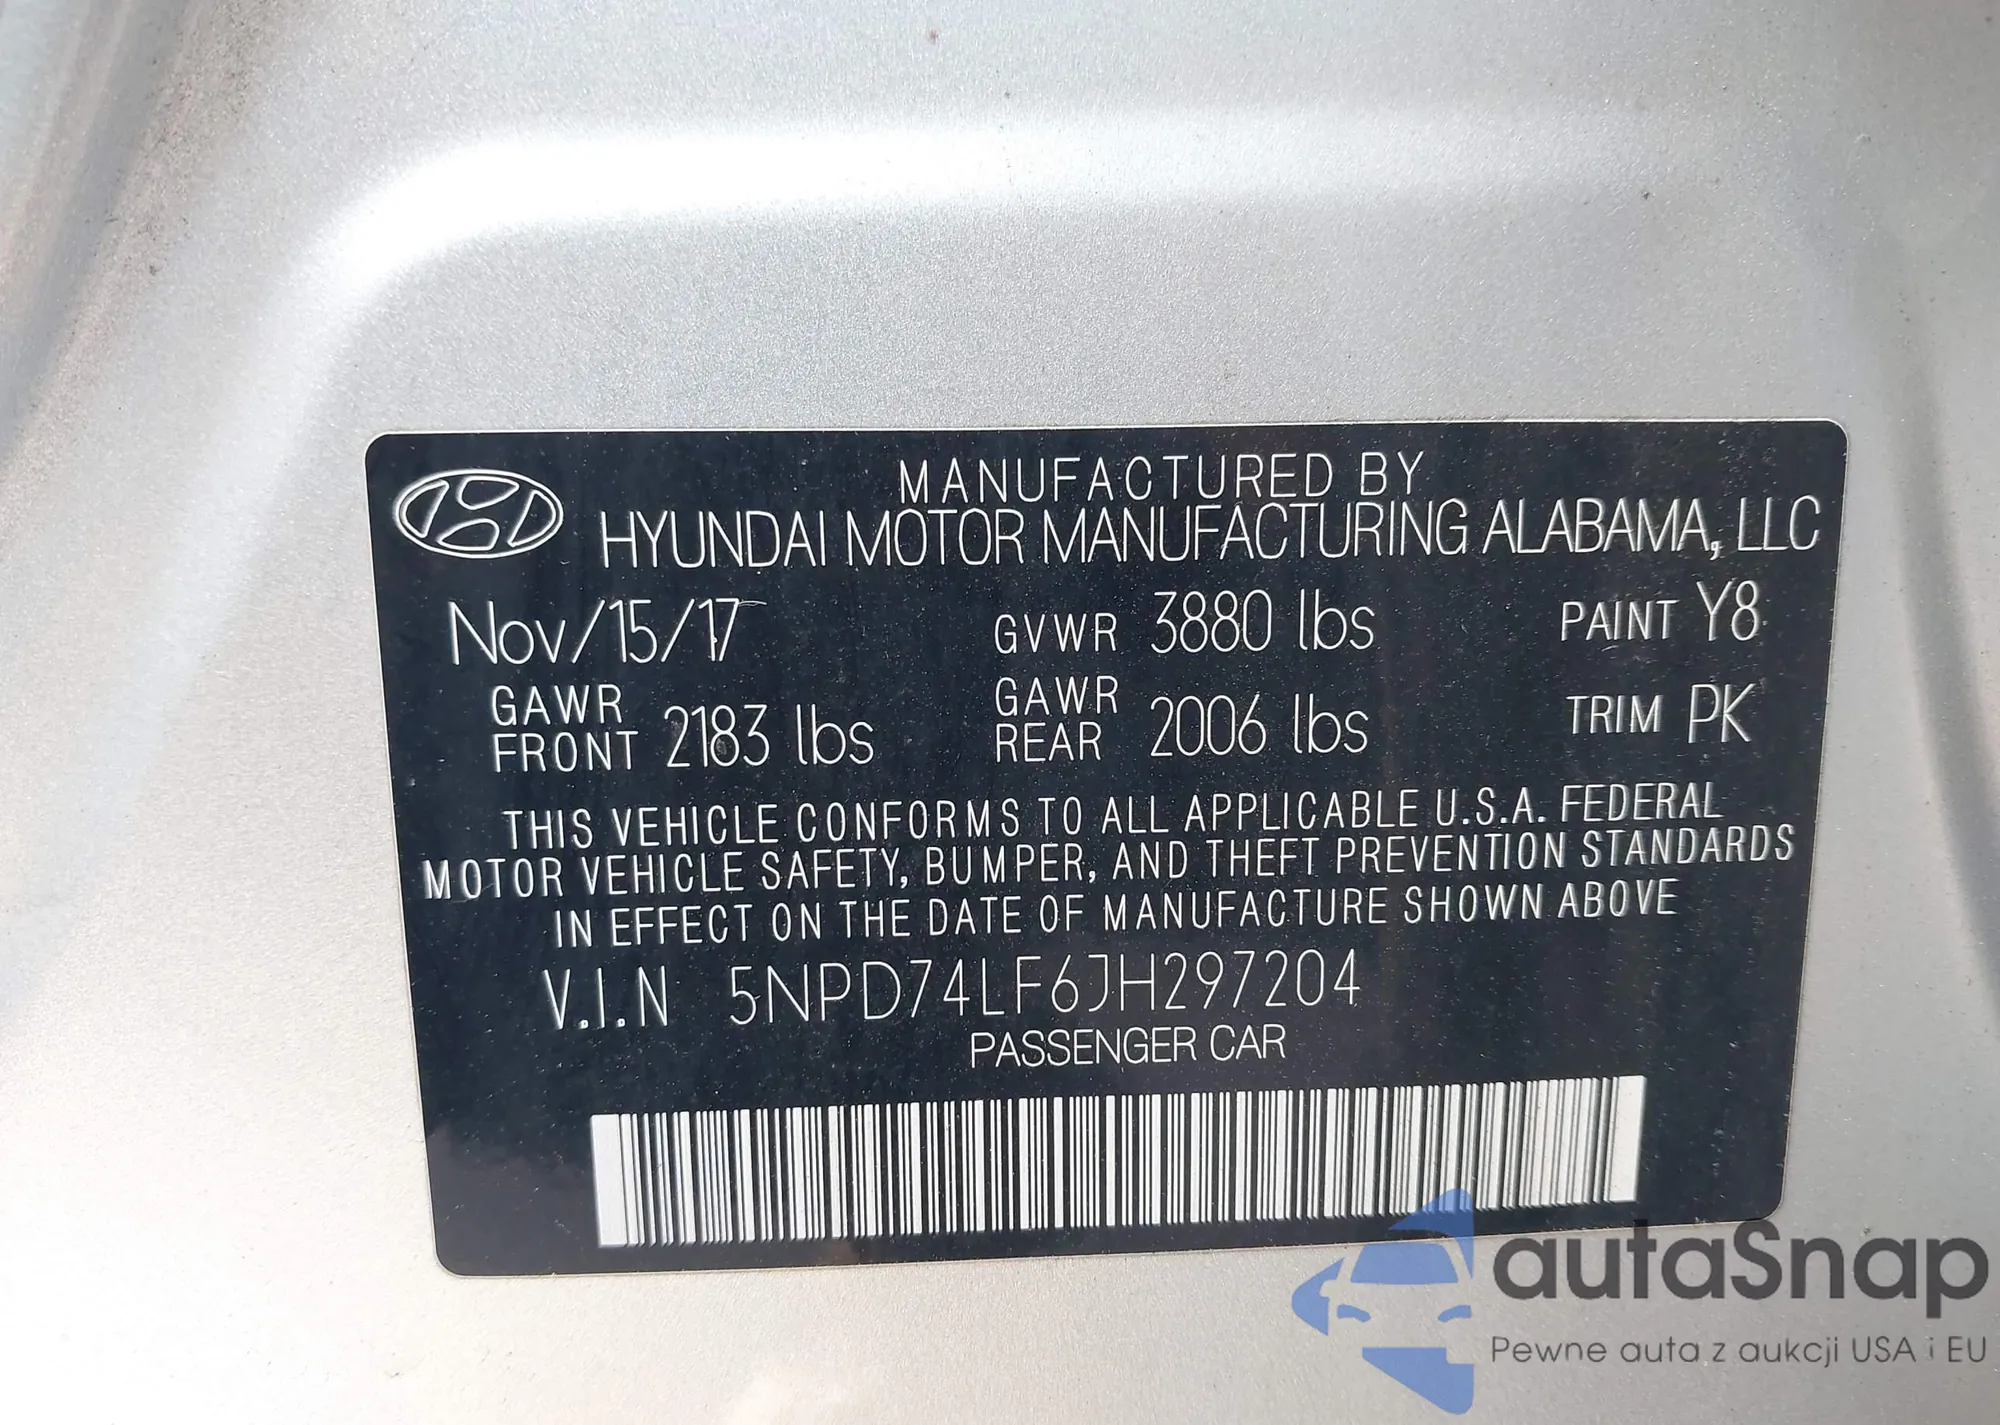 MANUFACTURED BY
HYUNDAI MOTOR MANUFACTURING ALABAMA, LLC
Nov/15/17 GVWR 3880 lbs PAINT Y8
GAWR FRONT 2183 lbs GAWR REAR 2006 lbs TRIM PK
THIS VEHICLE CONFORMS TO ALL APPLICABLE U.S.A. FEDERAL
MOTOR VEHICLE SAFETY, BUMPER, AND THEFT PREVENTION STANDARDS
IN EFFECT ON THE DATE OF MANUFACTURE SHOWN ABOVE
V.I.N 5NPD74LF6JH297204
PASSENGER CAR
autaSnap
Pewne auta z aukcji USA i EU